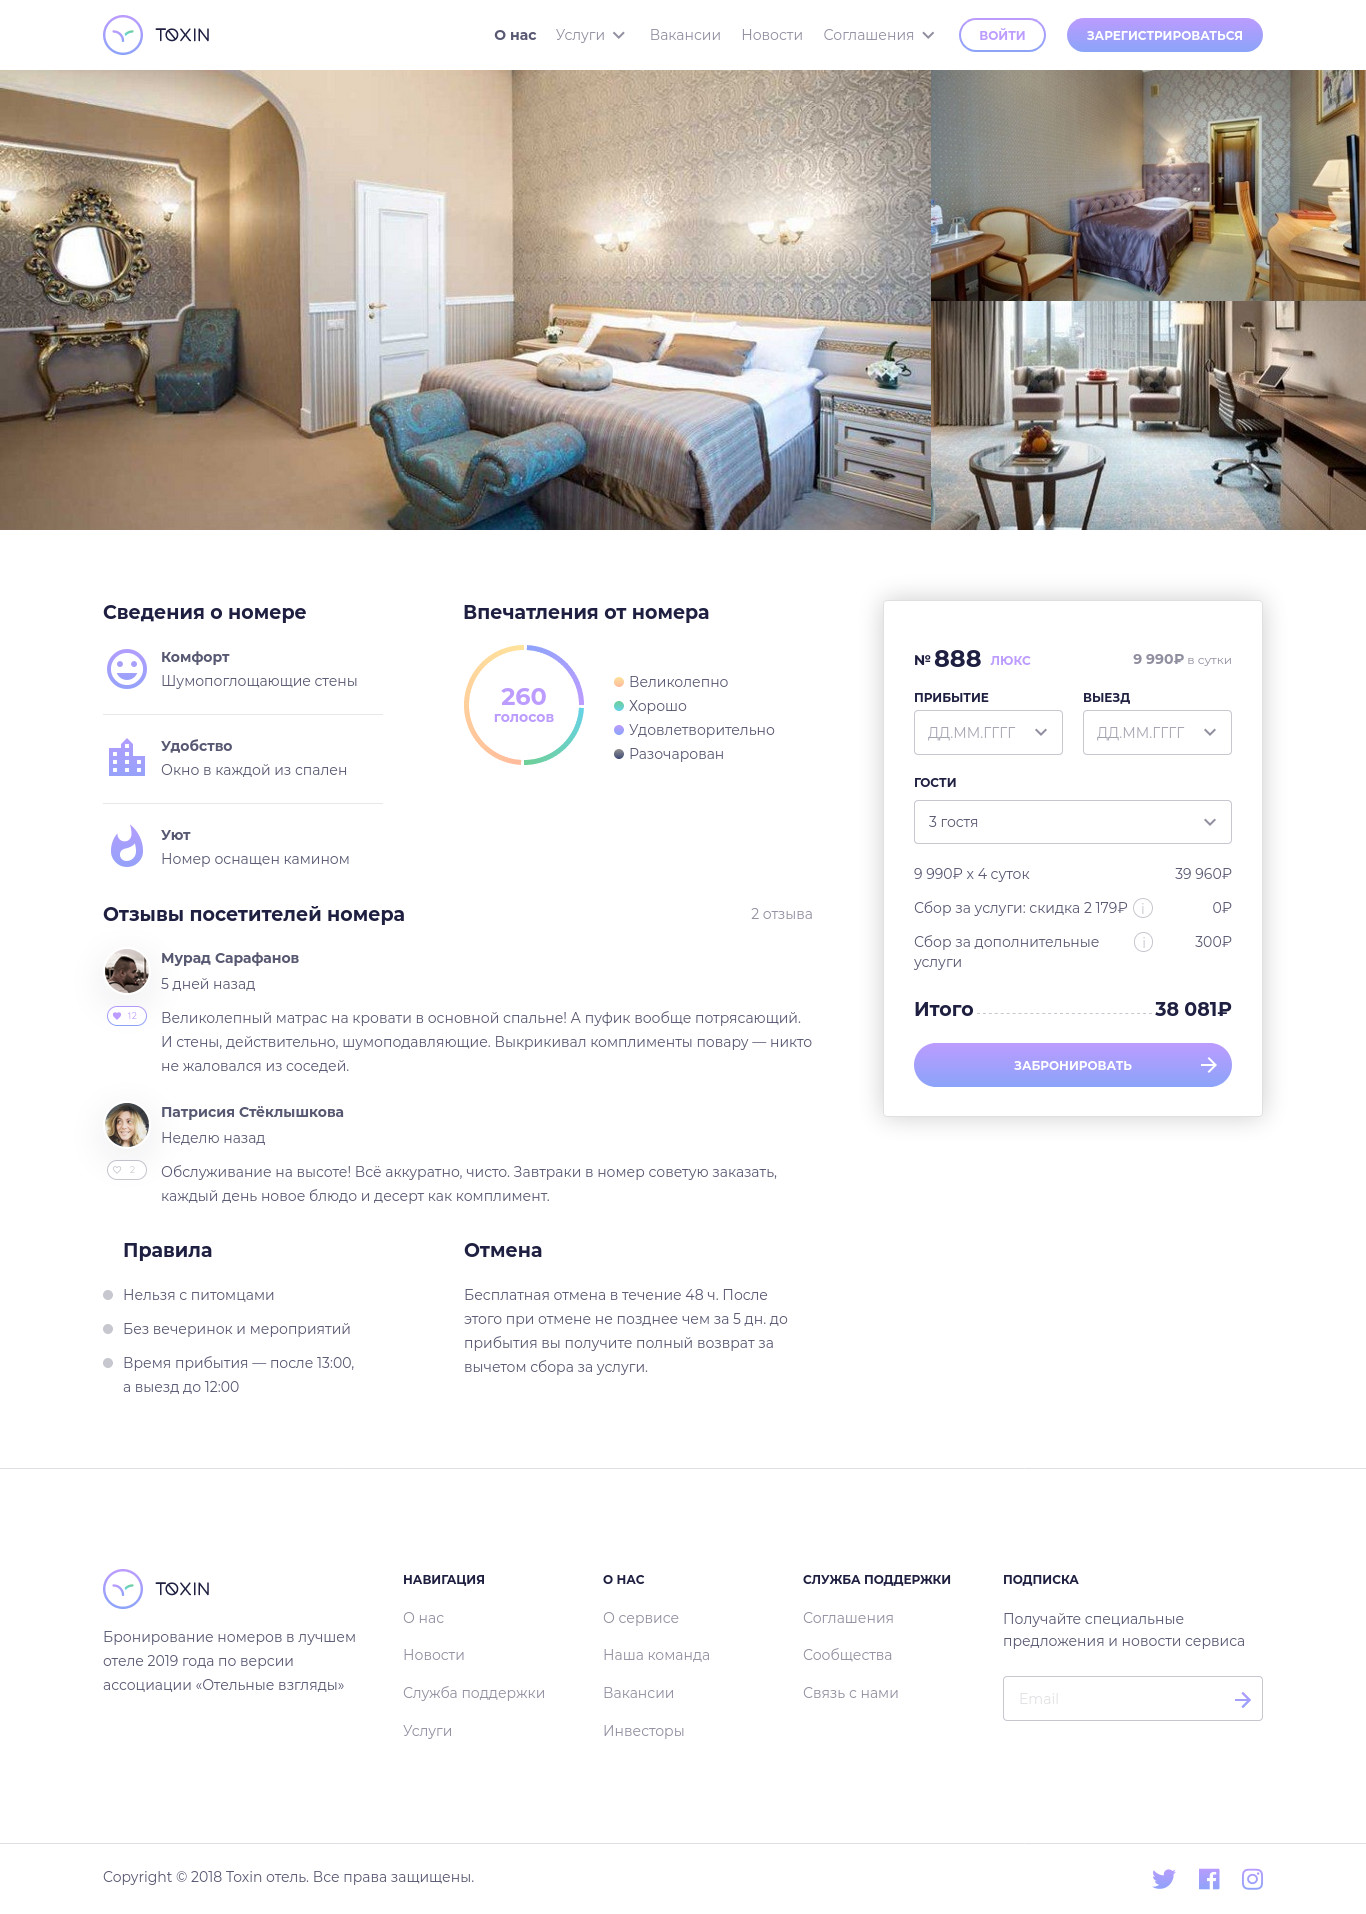 TOXIN
О нас
Услуги
Вакансии
Новости
Соглашения
ВОЙТИ
ЗАРЕГИСТРИРОВАТЬСЯ
Сведения о номере
Комфорт
Шумопоглощающие стены
Удобство
Окно в каждой из спален
Уют
Номер оснащен камином
Впечатления от номера
260
голосов
Великолепно
Хорошо
Удовлетворительно
Разочарован
№ 888 ЛЮКС
9 990₽ в сутки
ПРИБЫТИЕ
ВЫЕЗД
ДД.ММ.ГГГГ
ДД.ММ.ГГГГ
ГОСТИ
3 гостя
9 990₽ х 4 суток
39 960₽
Сбор за услуги: скидка 2 179₽
0₽
Сбор за дополнительные
услуги
300₽
Итого
38 081₽
ЗАБРОНИРОВАТЬ
Отзывы посетителей номера
2 отзыва
Мурад Сарафанов
5 дней назад
12
Великолепный матрас на кровати в основной спальне! А пуфик вообще потрясающий.
И стены, действительно, шумоподавляющие. Выкрикивал комплименты повару — никто
не жаловался из соседей.
Патрисия Стёклышкова
Неделю назад
2
Обслуживание на высоте! Всё аккуратно, чисто. Завтраки в номер советую заказать,
каждый день новое блюдо и десерт как комплимент.
Правила
Нельзя с питомцами
Без вечеринок и мероприятий
Время прибытия — после 13:00,
а выезд до 12:00
Отмена
Бесплатная отмена в течение 48 ч. После
этого при отмене не позднее чем за 5 дн. до
прибытия вы получите полный возврат за
вычетом сбора за услуги.
TOXIN
Бронирование номеров в лучшем
отеле 2019 года по версии
ассоциации «Отельные взгляды»
НАВИГАЦИЯ
О нас
Новости
Служба поддержки
Услуги
О НАС
О сервисе
Наша команда
Вакансии
Инвесторы
СЛУЖБА ПОДДЕРЖКИ
Соглашения
Сообщества
Связь с нами
ПОДПИСКА
Получайте специальные
предложения и новости сервиса
Email
Copyright © 2018 Toxin отель. Все права защищены.